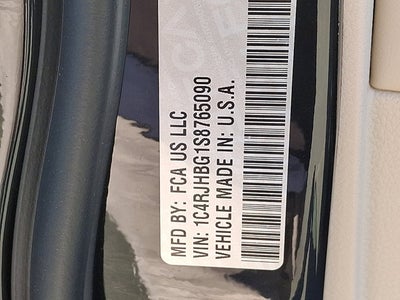 MFD BY: FCA US LLC
VIN: 1C4RJHBG1S8765090
VEHICLE MADE IN: U.S.A.